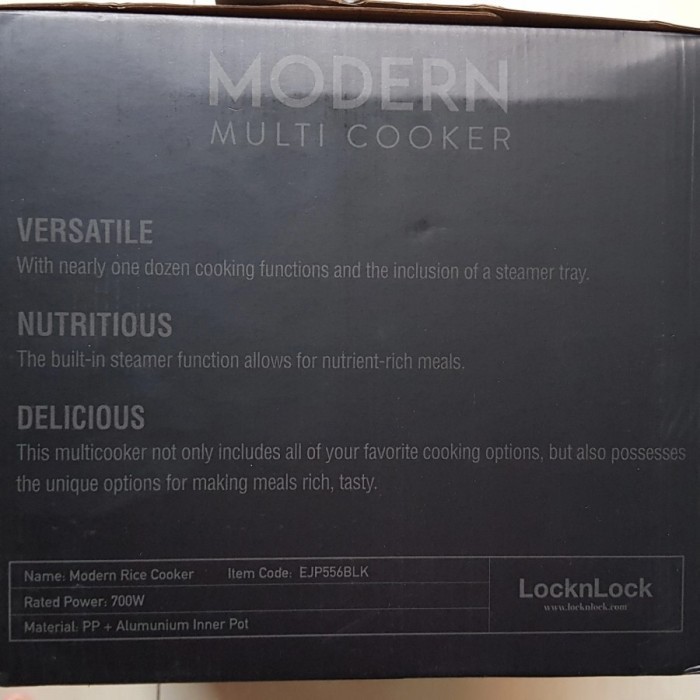 MODERN
MULTI COOKER
VERSATILE
With nearly one dozen cooking functions and the inclusion of a steamer tray.
NUTRITIOUS
The built-in steamer function allows for nutrient-rich meals.
DELICIOUS
This multicooker not only includes all of your favorite cooking options, but also possesses
the unique options for making meals rich, tasty.
Name: Modern Rice Cooker Item Code: EJP556BLK
Rated Power: 700W
Material: PP + Alumunium Inner Pot
LocknLock
www.locknlock.com